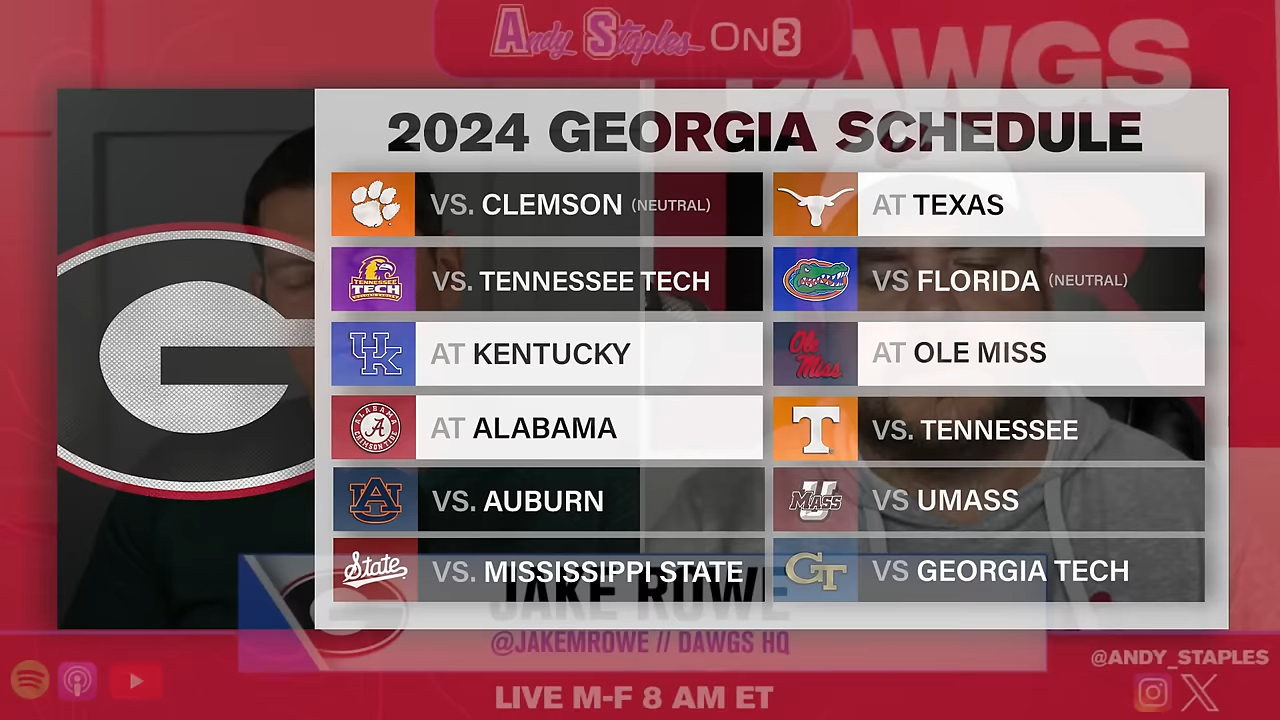 Andy Staples ON3
DAWGS
2024 GEORGIA SCHEDULE
VS. CLEMSON (NEUTRAL)
TENNESSEE TECH
VS. TENNESSEE TECH
UK
AT KENTUCKY
ALABAMA A CRIMSON TIDE
AT ALABAMA
AU
VS. AUBURN
State
VS. MISSISSIPPI STATE
AT TEXAS
VS FLORIDA (NEUTRAL)
Ole Miss
AT OLE MISS
T
VS. TENNESSEE
U MASS
VS UMASS
GT
VS GEORGIA TECH
G
JAKE ROWE
@JAKEMROWE // DAWGS HQ
@ANDY_STAPLES
LIVE M-F 8 AM ET